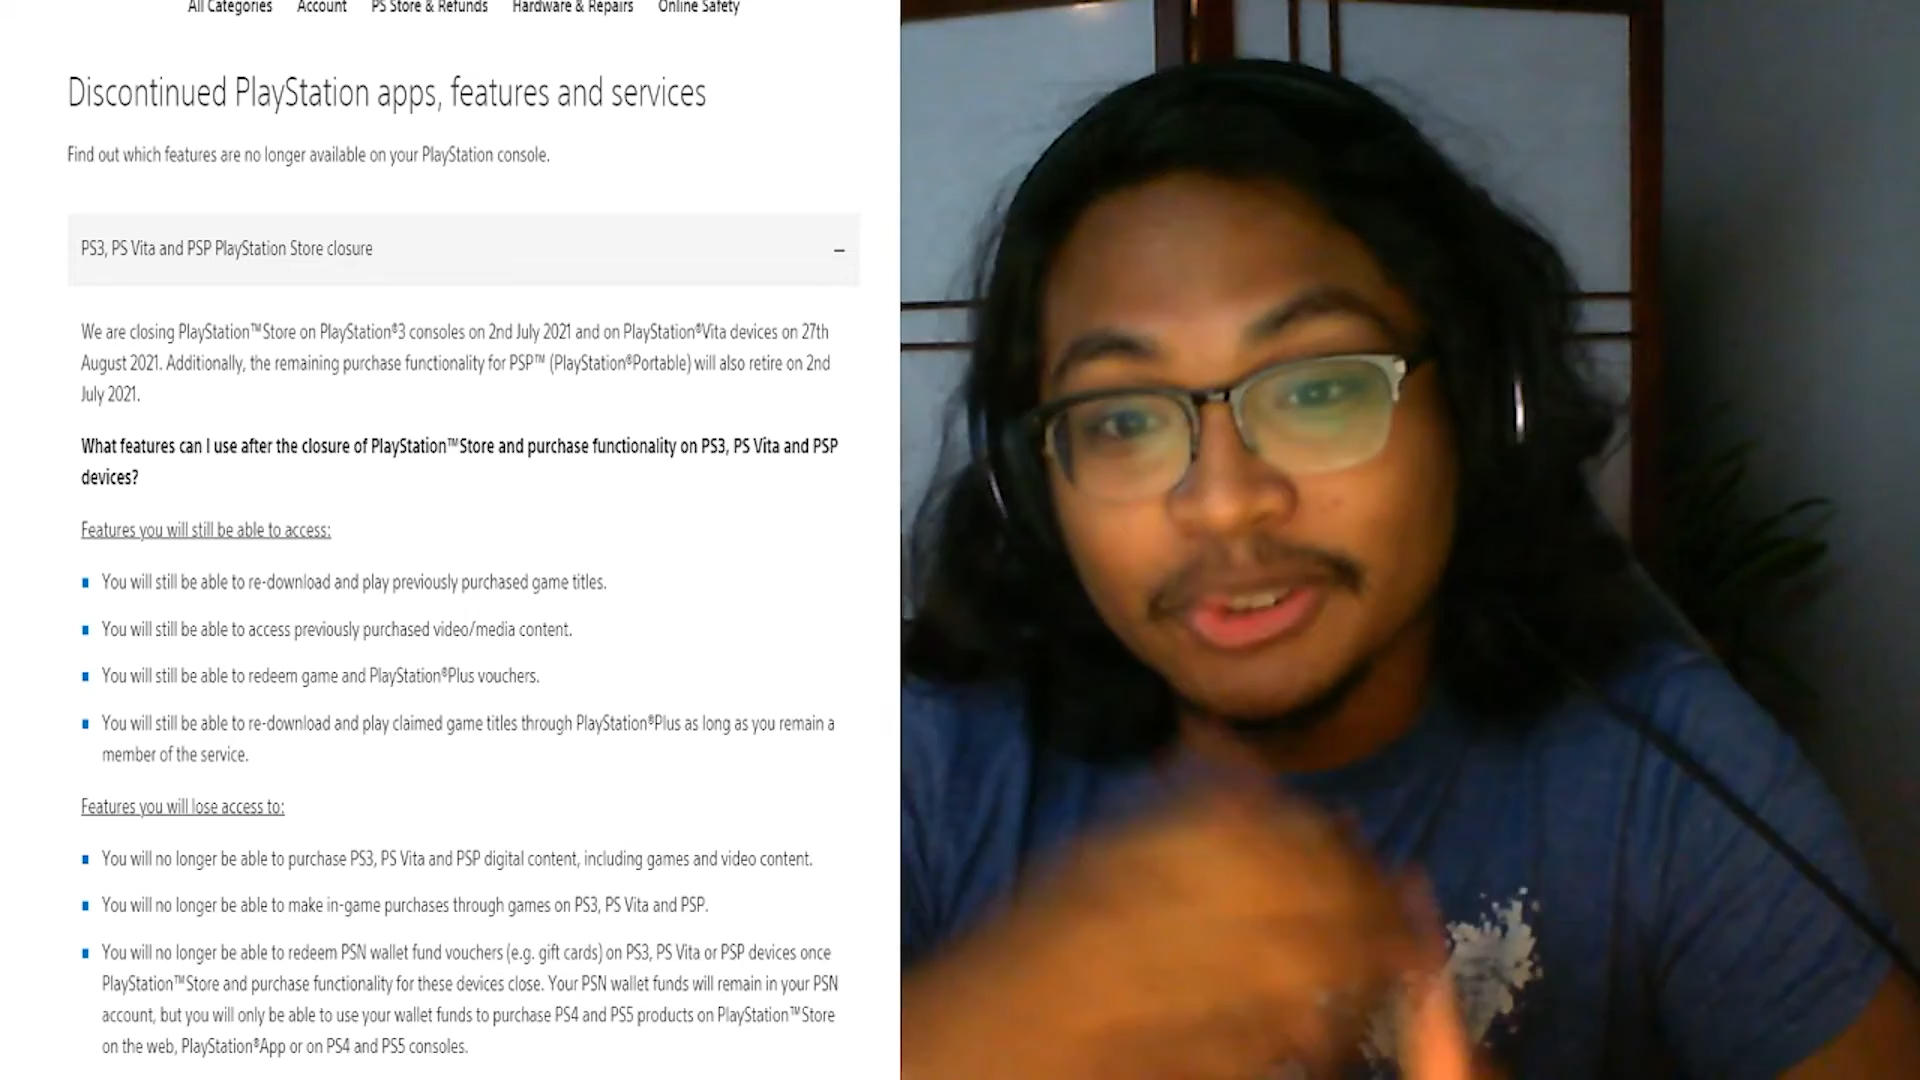 All Categories Account PS Store & Refunds Hardware & Repairs Online Safety
Discontinued PlayStation apps, features and services
Find out which features are no longer available on your PlayStation console.
PS3, PS Vita and PSP PlayStation Store closure
We are closing PlayStation™Store on PlayStation®3 consoles on 2nd July 2021 and on PlayStation®Vita devices on 27th
August 2021. Additionally, the remaining purchase functionality for PSP™ (PlayStation®Portable) will also retire on 2nd
July 2021.
What features can I use after the closure of PlayStation™Store and purchase functionality on PS3, PS Vita and PSP
devices?
Features you will still be able to access:
You will still be able to re-download and play previously purchased game titles.
You will still be able to access previously purchased video/media content.
You will still be able to redeem game and PlayStation®Plus vouchers.
You will still be able to re-download and play claimed game titles through PlayStation®Plus as long as you remain a
member of the service.
Features you will lose access to:
You will no longer be able to purchase PS3, PS Vita and PSP digital content, including games and video content.
You will no longer be able to make in-game purchases through games on PS3, PS Vita and PSP.
You will no longer be able to redeem PSN wallet fund vouchers (e.g. gift cards) on PS3, PS Vita or PSP devices once
PlayStation™Store and purchase functionality for these devices close. Your PSN wallet funds will remain in your PSN
account, but you will only be able to use your wallet funds to purchase PS4 and PS5 products on PlayStation™Store
on the web, PlayStation®App or on PS4 and PS5 consoles.